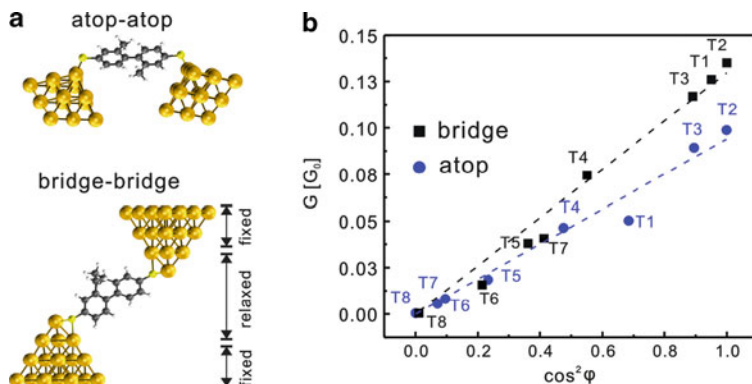 a
atop-atop
bridge-bridge
fixed
relaxed
fixed
b
0.15
0.13
0.10
0.08
0.05
0.03
0.00
G [G₀]
bridge
atop
T2
T1
T3
T2
T3
T4
T4
T1
T5
T7
T7
T5
T6
T6
T8
T8
0.0 0.2 0.4 0.6 0.8 1.0
cos²φ